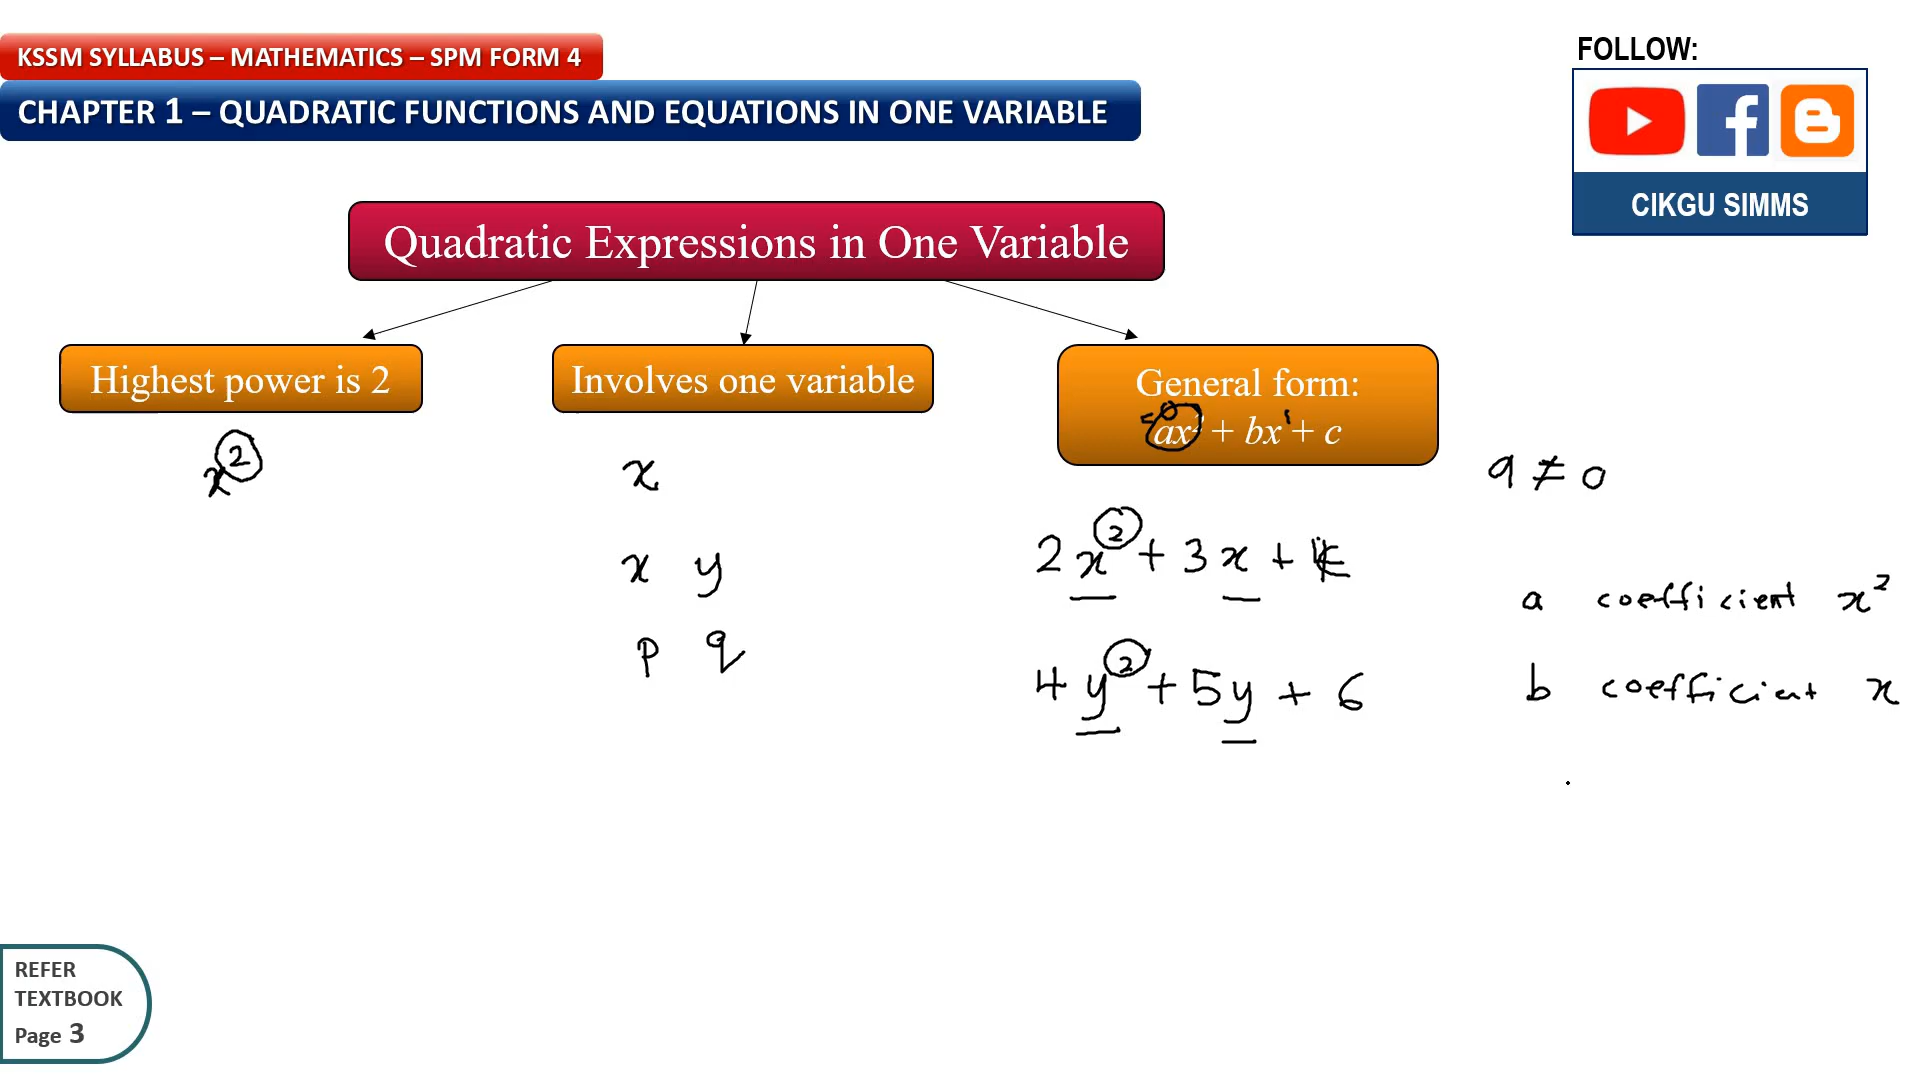 KSSM SYLLABUS – MATHEMATICS – SPM FORM 4
CHAPTER 1 – QUADRATIC FUNCTIONS AND EQUATIONS IN ONE VARIABLE
FOLLOW:
CIKGU SIMMS
Quadratic Expressions in One Variable
Highest power is 2
Involves one variable
General form:
ax² + bx¹ + c
x²
x
x y
p q
2x² + 3x +
4y² + 5y + 6
a ≠ 0
a coefficient x²
b coefficient x
REFER
TEXTBOOK
Page 3